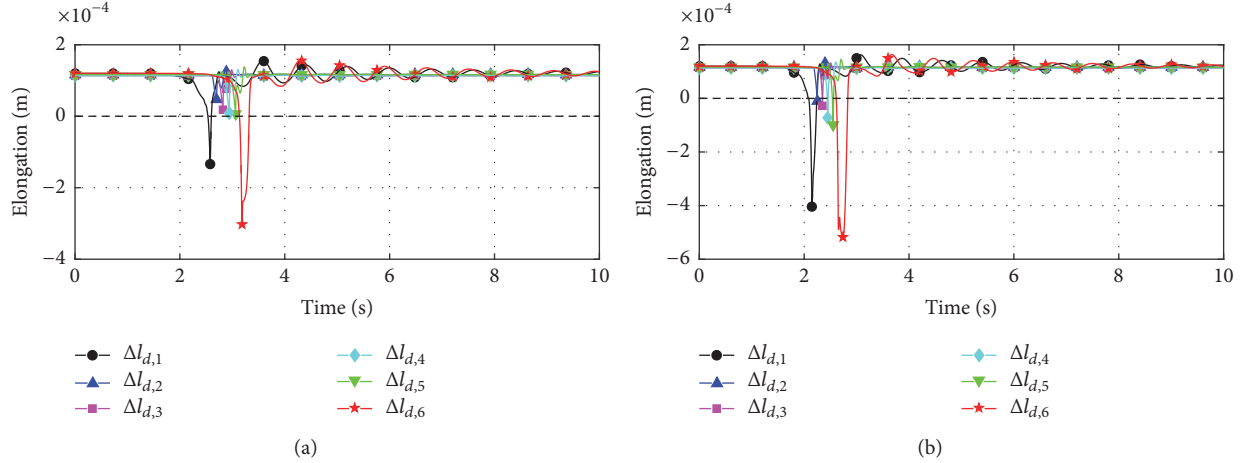 ×10⁻⁴
2
0
−2
−4
Elongation (m)
0 2 4 6 8 10
Time (s)
Δl_{d,1}
Δl_{d,2}
Δl_{d,3}
Δl_{d,4}
Δl_{d,5}
Δl_{d,6}
(a)
×10⁻⁴
2
0
−2
−4
−6
Elongation (m)
0 2 4 6 8 10
Time (s)
Δl_{d,1}
Δl_{d,2}
Δl_{d,3}
Δl_{d,4}
Δl_{d,5}
Δl_{d,6}
(b)